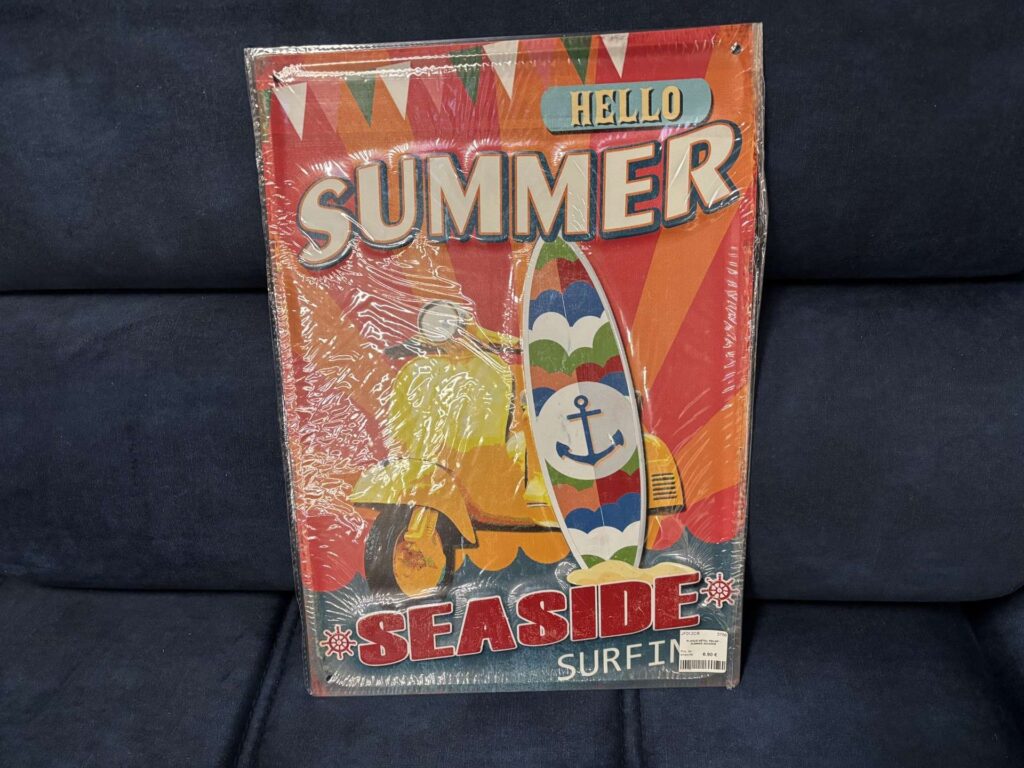 HELLO
SUMMER
SEASIDE
SURFIN
6.90 €